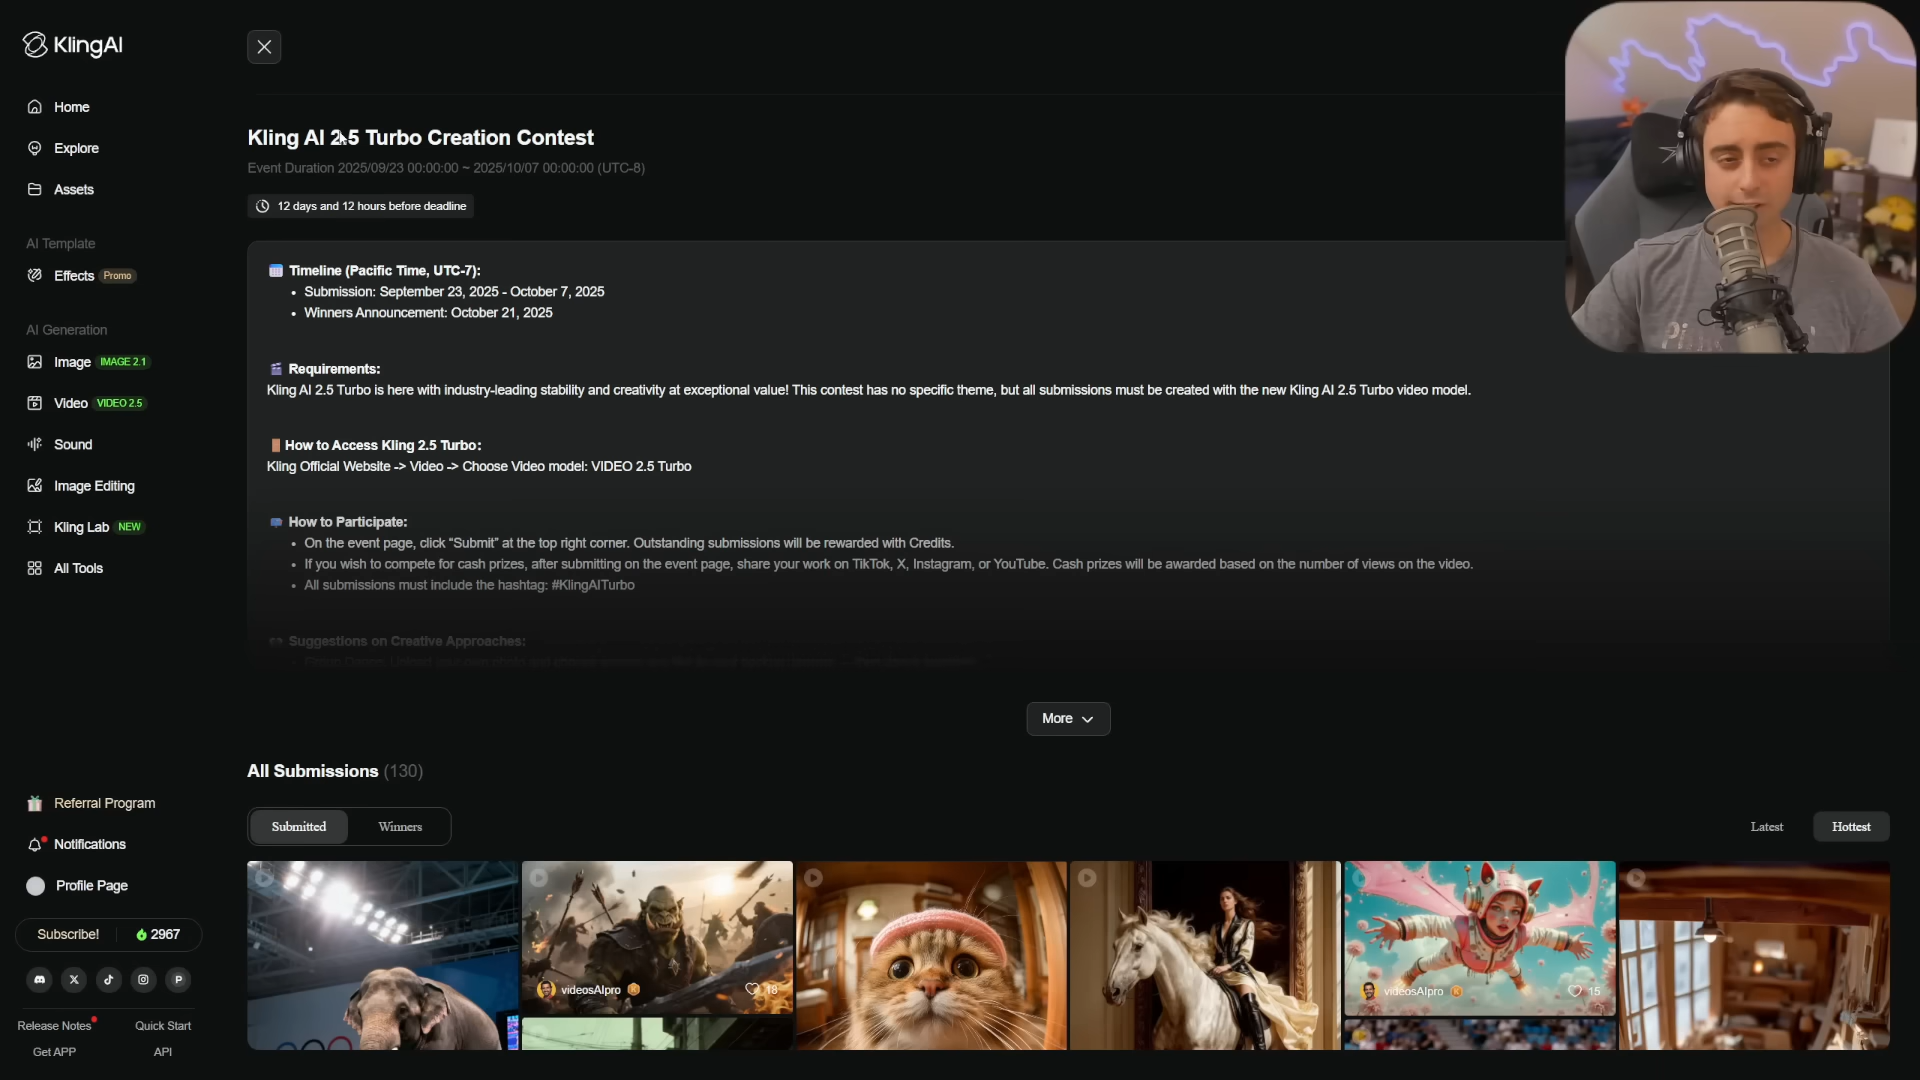 KlingAI
Home
Explore
Assets
AI Template
Effects Promo
AI Generation
Image IMAGE 2.1
Video VIDEO 2.5
Sound
Image Editing
Kling Lab NEW
All Tools
Referral Program
Notifications
Profile Page
Subscribe! 2967
Release Notes Quick Start
Get APP API
Kling AI 2.5 Turbo Creation Contest
Event Duration 2025/09/23 00:00:00 ~ 2025/10/07 00:00:00 (UTC-8)
12 days and 12 hours before deadline
Timeline (Pacific Time, UTC-7):
• Submission: September 23, 2025 - October 7, 2025
• Winners Announcement: October 21, 2025
Requirements:
Kling AI 2.5 Turbo is here with industry-leading stability and creativity at exceptional value! This contest has no specific theme, but all submissions must be created with the new Kling AI 2.5 Turbo video model.
How to Access Kling 2.5 Turbo:
Kling Official Website -> Video -> Choose Video model: VIDEO 2.5 Turbo
How to Participate:
• On the event page, click “Submit” at the top right corner. Outstanding submissions will be rewarded with Credits.
• If you wish to compete for cash prizes, after submitting on the event page, share your work on TikTok, X, Instagram, or YouTube. Cash prizes will be awarded based on the number of views on the video.
• All submissions must include the hashtag: #KlingAITurbo
Suggestions on Creative Approaches:
More
All Submissions (130)
Submitted Winners
Latest Hottest
videosAIpro 18
videosAIpro 15